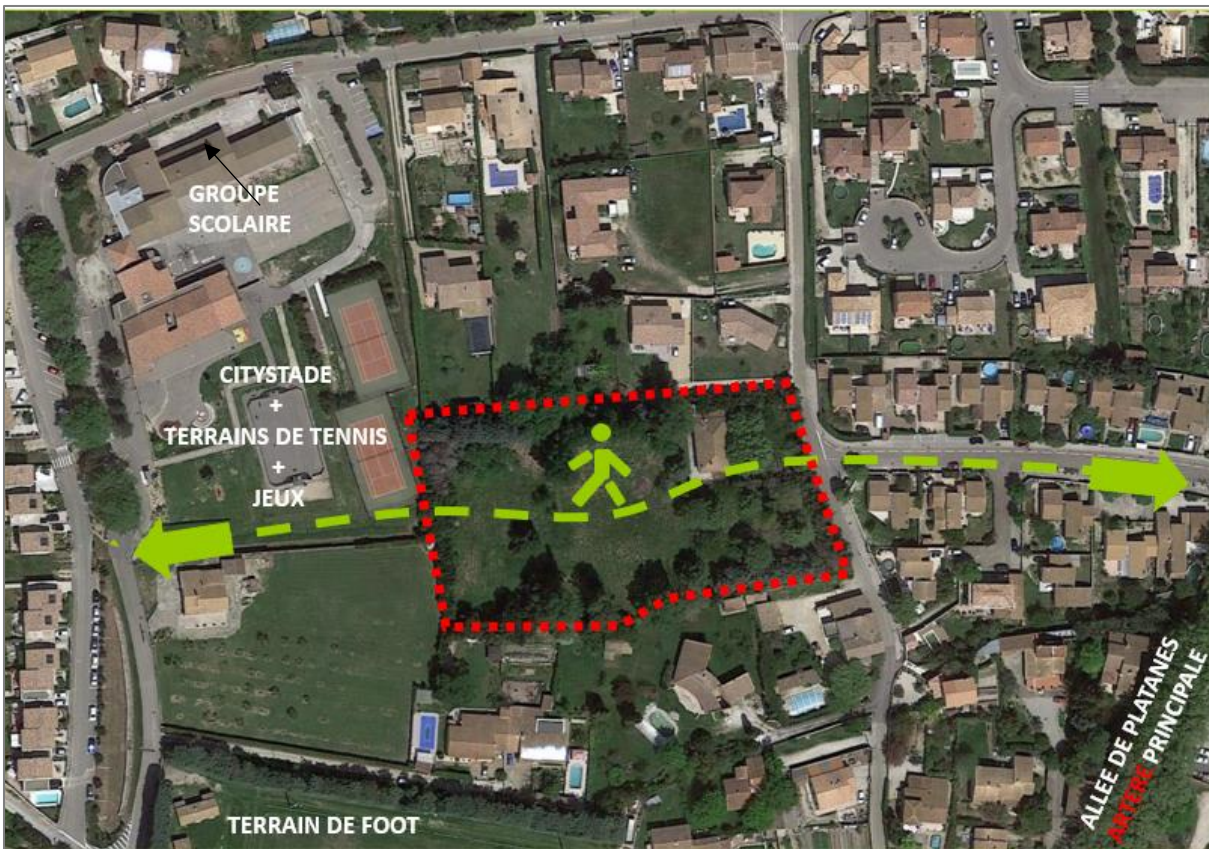 GROUPE
SCOLAIRE
CITYSTADE
+
TERRAINS DE TENNIS
+
JEUX
TERRAIN DE FOOT
ALLEE DE PLATANES
ARTERE PRINCIPALE